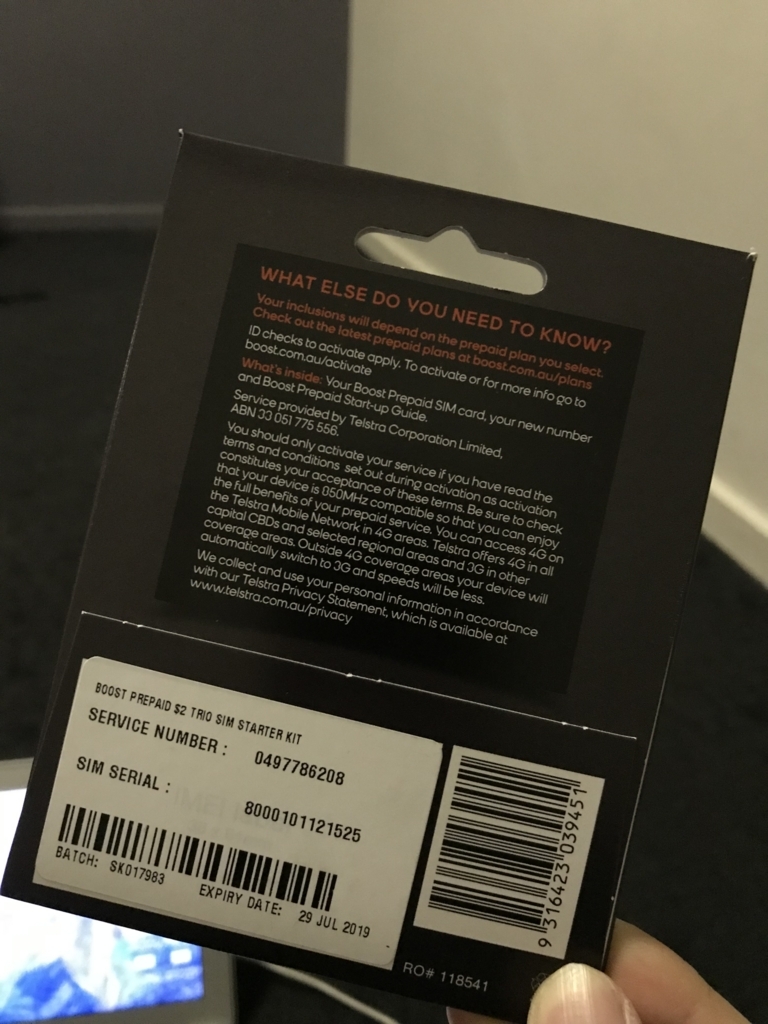 WHAT ELSE DO YOU NEED TO KNOW?
Your inclusions will depend on the prepaid plan you select.
Check out the latest prepaid plans at boost.com.au/plans
ID checks to activate apply. To activate or for more info go to
boost.com.au/activate
What's inside: Your Boost Prepaid SIM card, your new number
and Boost Prepaid Start-up Guide.
Service provided by Telstra Corporation Limited,
ABN 33 051 775 556.
You should only activate your service if you have read the
terms and conditions set out during activation as activation
constitutes your acceptance of these terms. Be sure to check
that your device is 850MHz compatible so that you can enjoy
the full benefits of your prepaid service. You can access 4G on
the Telstra Mobile Network in 4G areas. Telstra offers 4G in all
capital CBDs and selected regional areas and 3G in other
coverage areas. Outside 4G coverage areas your device will
automatically switch to 3G and speeds will be less.
We collect and use your personal information in accordance
with our Telstra Privacy Statement, which is available at
www.telstra.com.au/privacy
BOOST PREPAID $2 TRIO SIM STARTER KIT
SERVICE NUMBER : 0497786208
SIM SERIAL : 8000101121525
BATCH: SK017983
EXPIRY DATE: 29 JUL 2019
9 316423 039451
RO# 118541